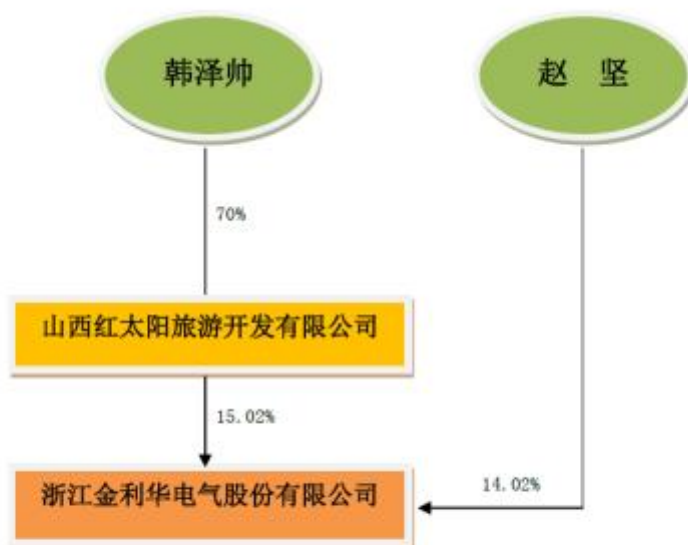 韩泽帅
赵 坚
70%
山西红太阳旅游开发有限公司
15.02%
14.02%
浙江金利华电气股份有限公司